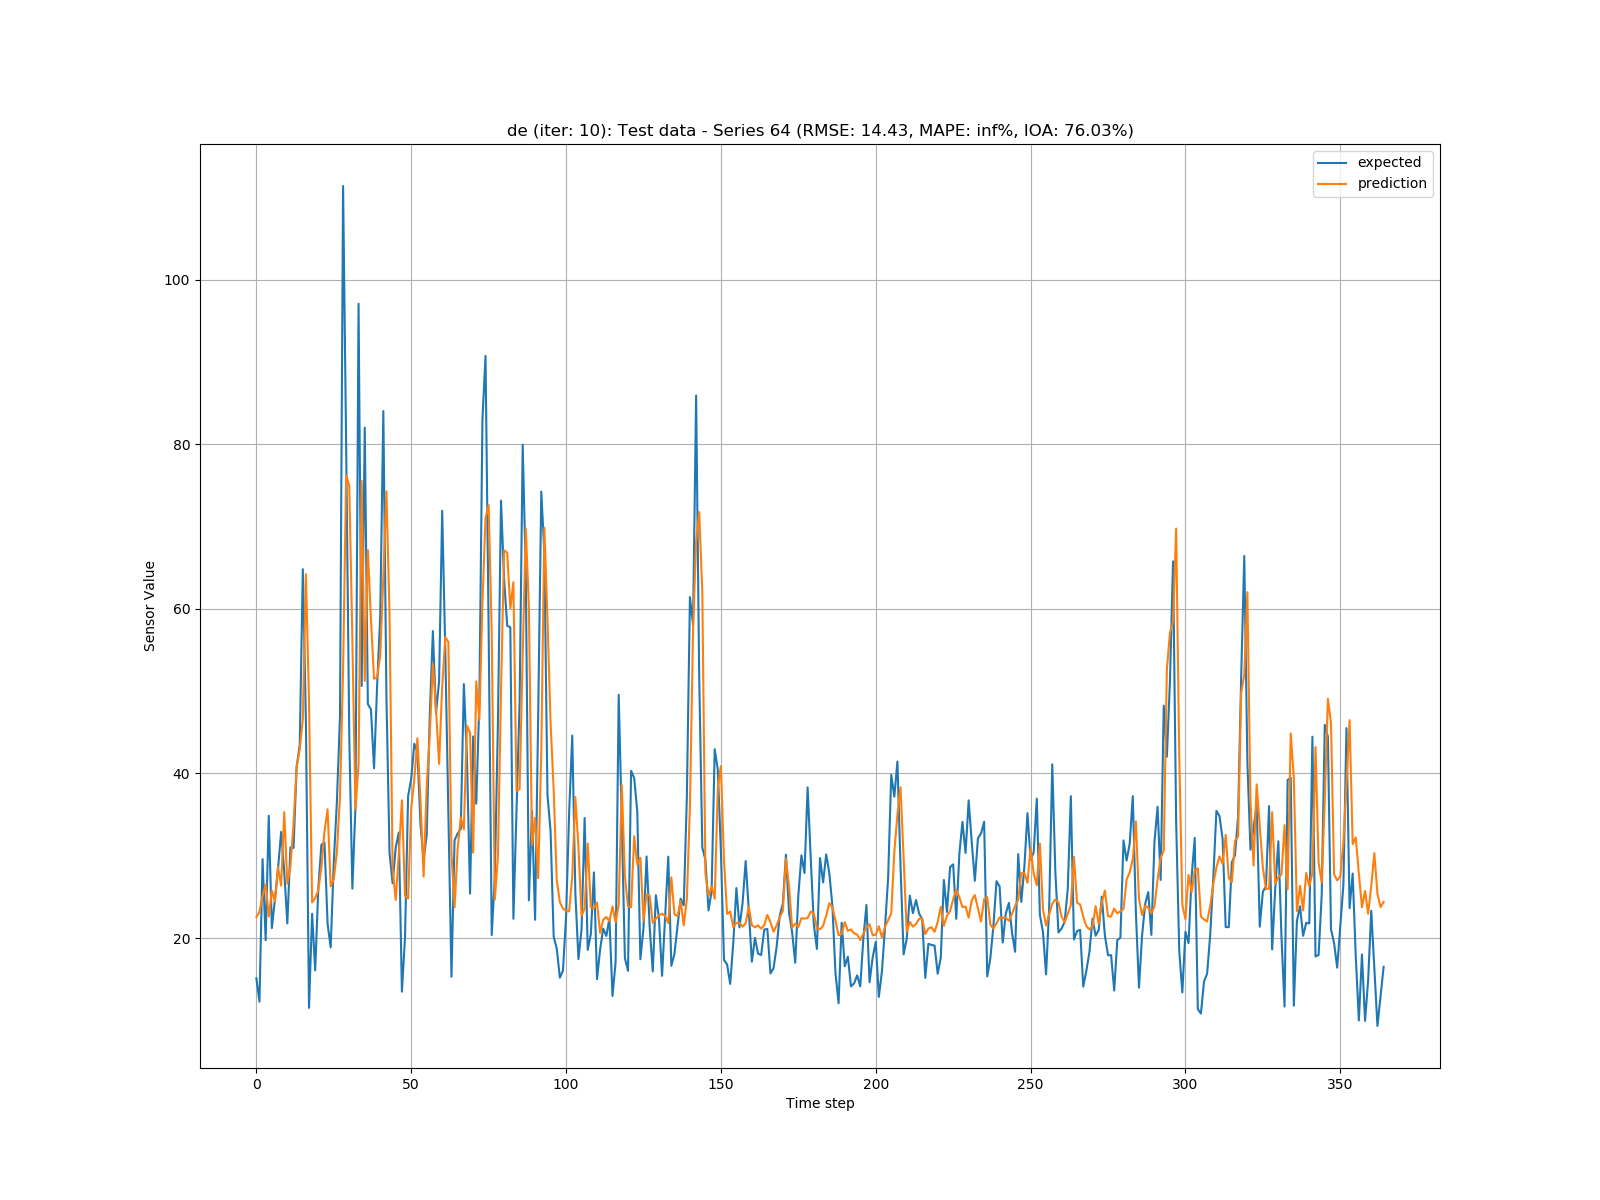 de (iter: 10): Test data - Series 64 (RMSE: 14.43, MAPE: inf%, IOA: 76.03%)
expected
prediction
100
80
60
40
20
Sensor Value
0 50 100 150 200 250 300 350
Time step